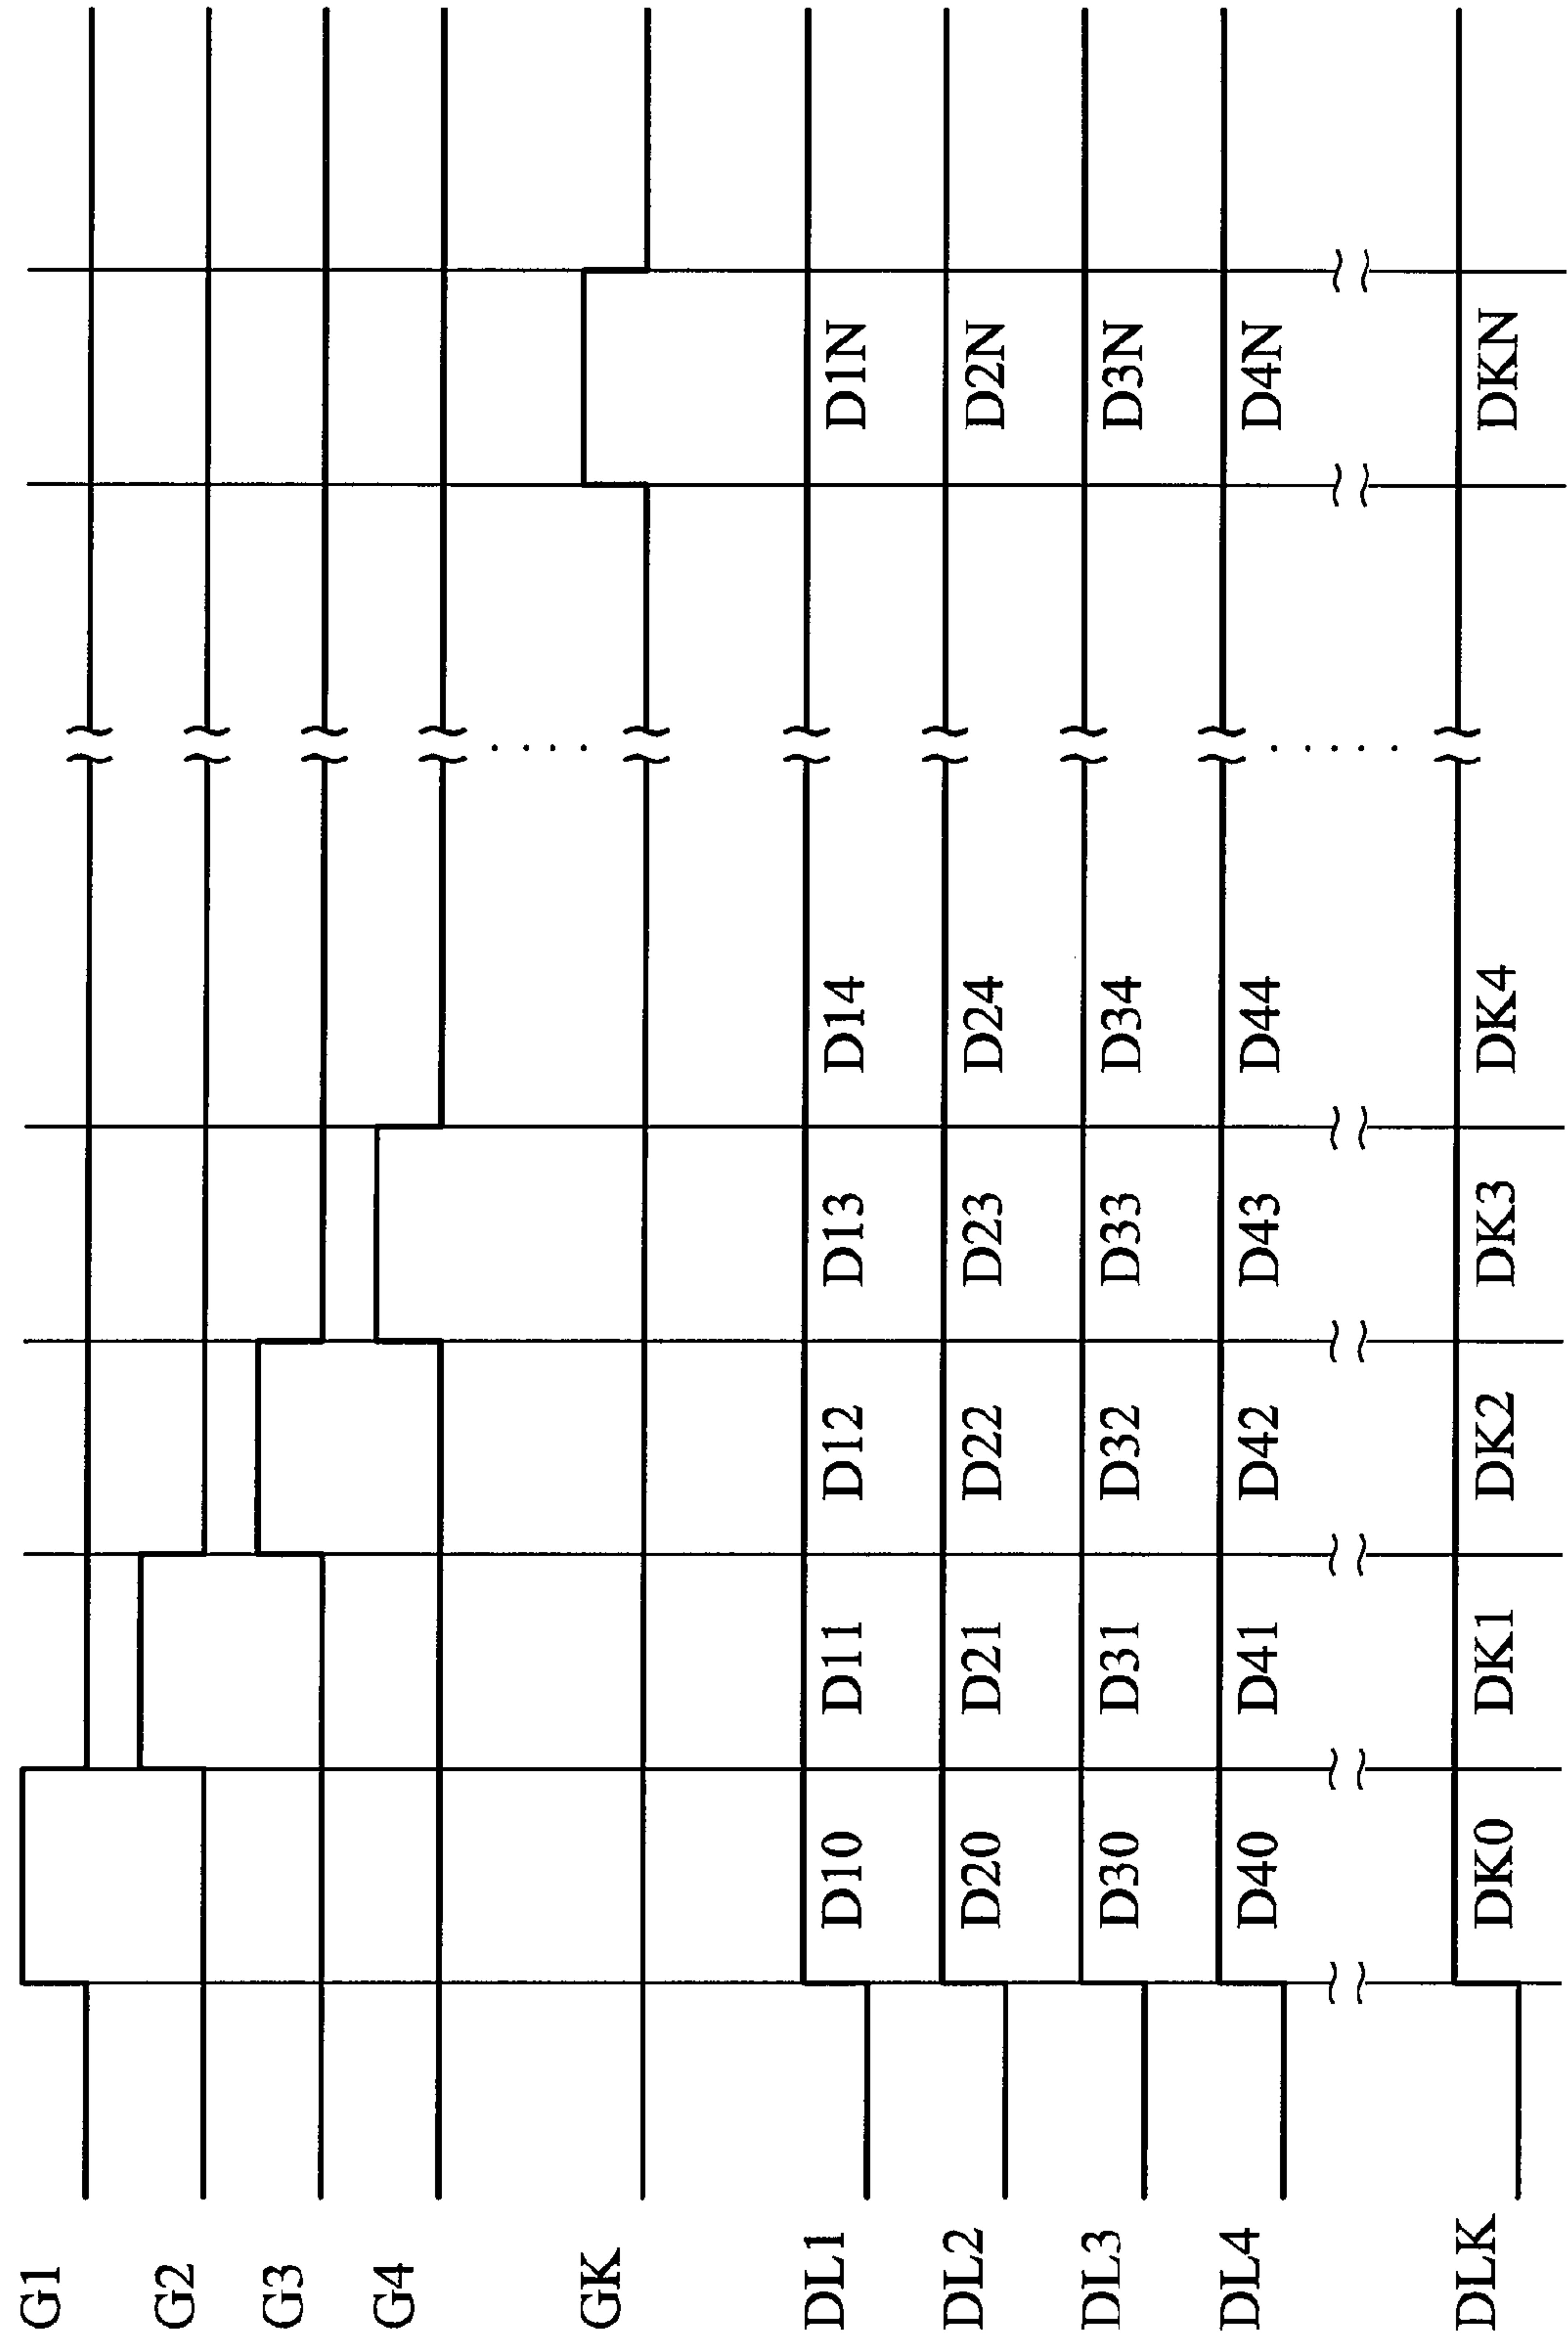 G1
G2
G3
G4
GK
DL1 D10 D11 D12 D13 D14 D1N
DL2 D20 D21 D22 D23 D24 D2N
DL3 D30 D31 D32 D33 D34 D3N
DL4 D40 D41 D42 D43 D44 D4N
DLK DK0 DK1 DK2 DK3 DK4 DKN